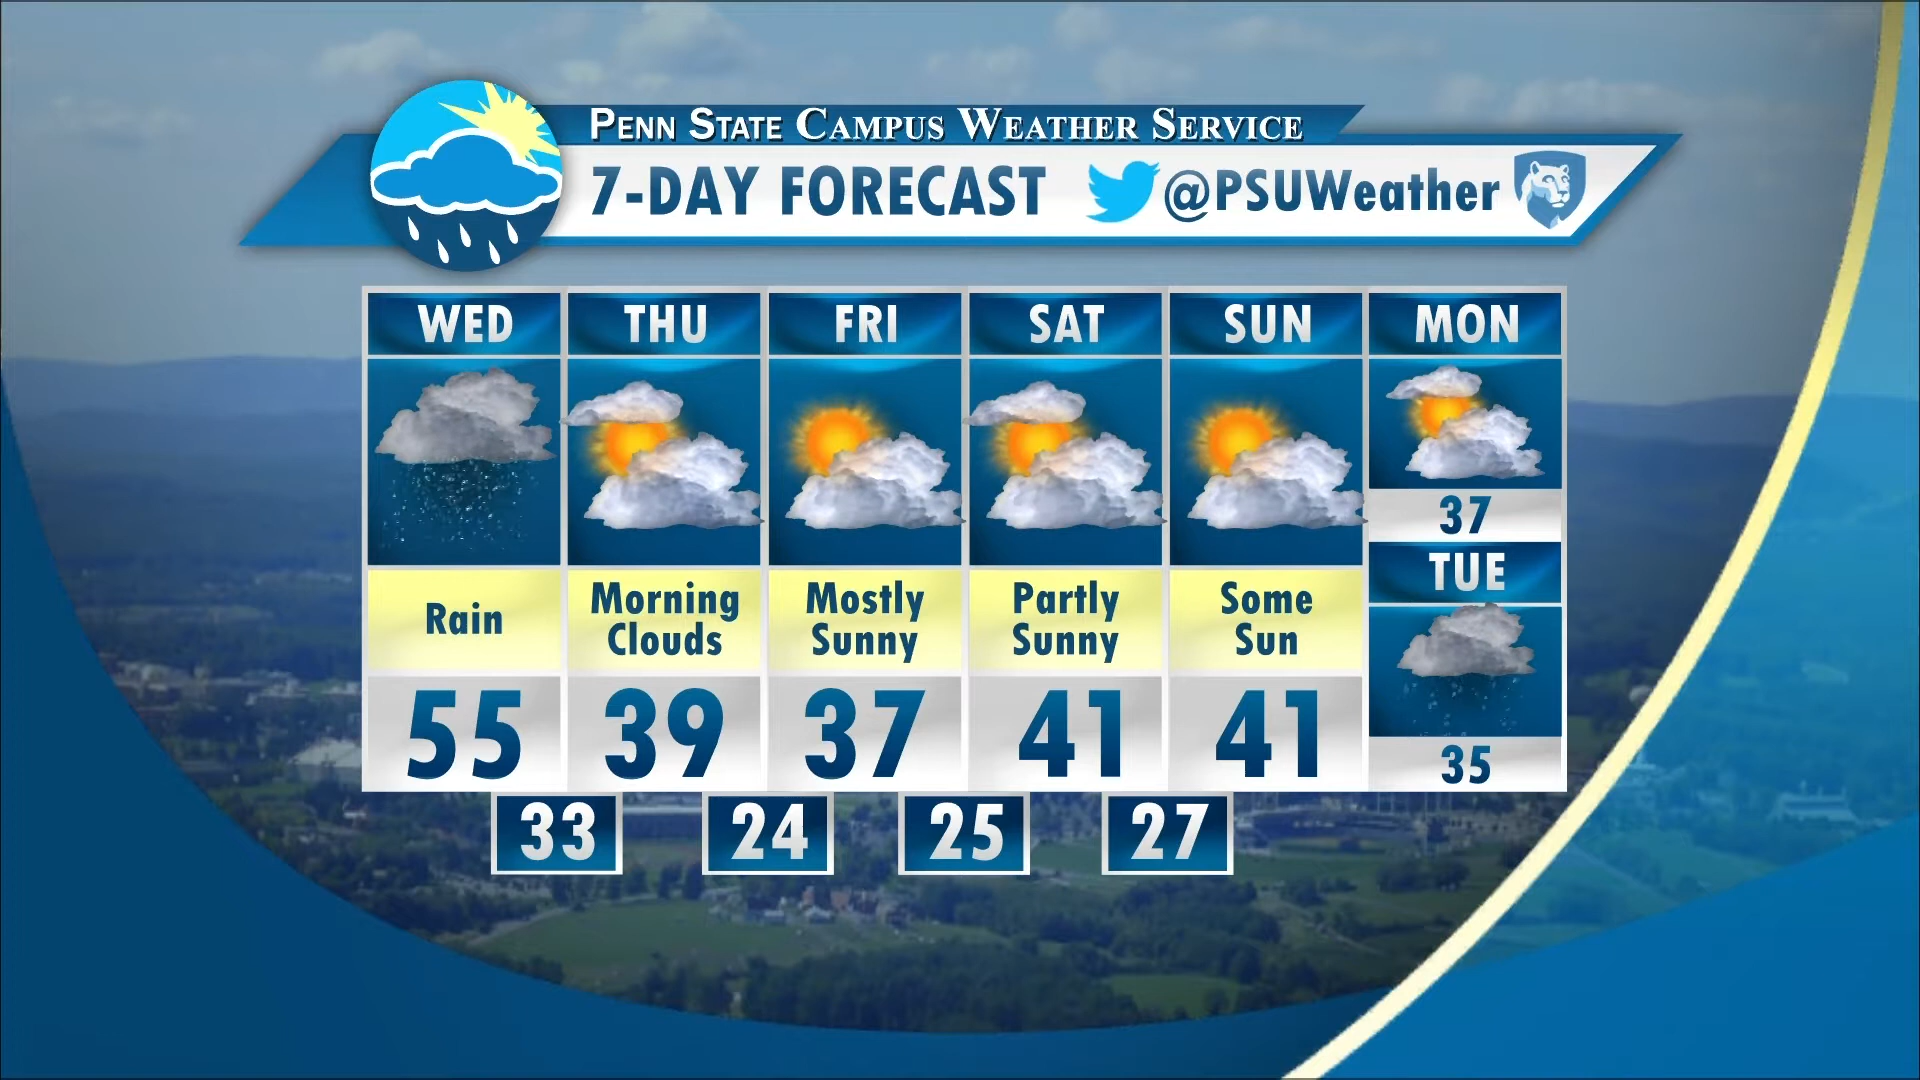 PENN STATE CAMPUS WEATHER SERVICE
7-DAY FORECAST @PSUWeather
WED THU FRI SAT SUN MON
37
TUE
Rain
Morning Clouds
Mostly Sunny
Partly Sunny
Some Sun
55 39 37 41 41
35
33 24 25 27